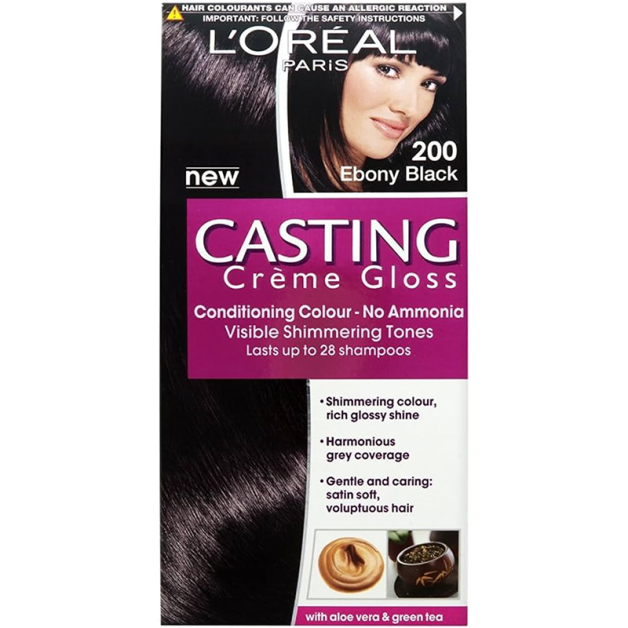 HAIR COLOURANTS CAN CAUSE AN ALLERGIC REACTION
IMPORTANT: FOLLOW THE SAFETY INSTRUCTIONS
L'ORÉAL
PARiS
200
Ebony Black
new
CASTING
Crème Gloss
Conditioning Colour - No Ammonia
Visible Shimmering Tones
Lasts up to 28 shampoos
• Shimmering colour,
rich glossy shine
• Harmonious
grey coverage
• Gentle and caring:
satin soft,
voluptuous hair
with aloe vera & green tea